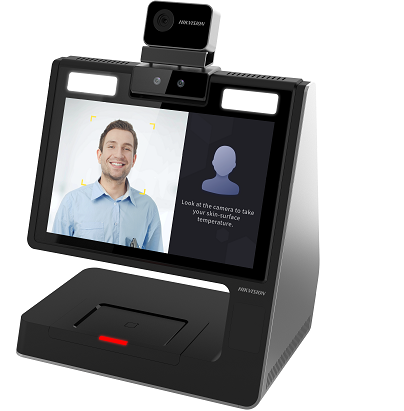 HIKVISION
Look at the camera to take
your skin-surface
temperature.
HIKVISION